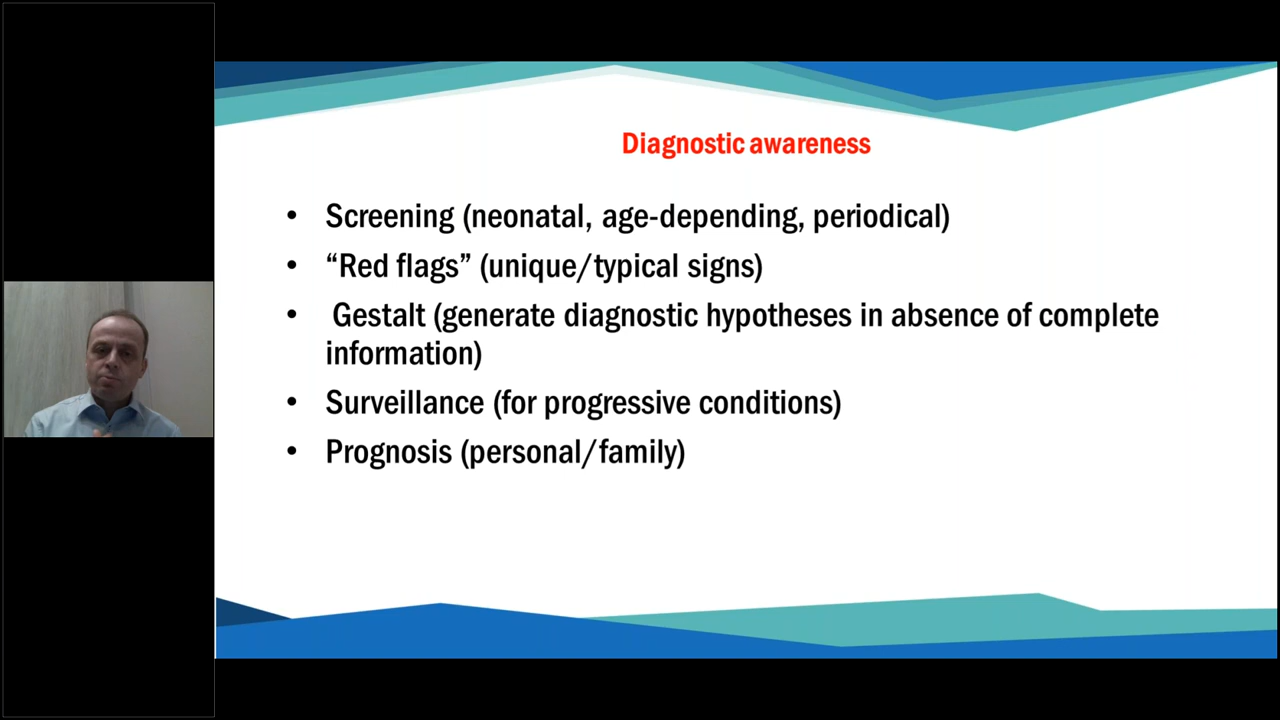 Diagnostic awareness
• Screening (neonatal, age-depending, periodical)
• “Red flags” (unique/typical signs)
• Gestalt (generate diagnostic hypotheses in absence of complete
information)
• Surveillance (for progressive conditions)
• Prognosis (personal/family)